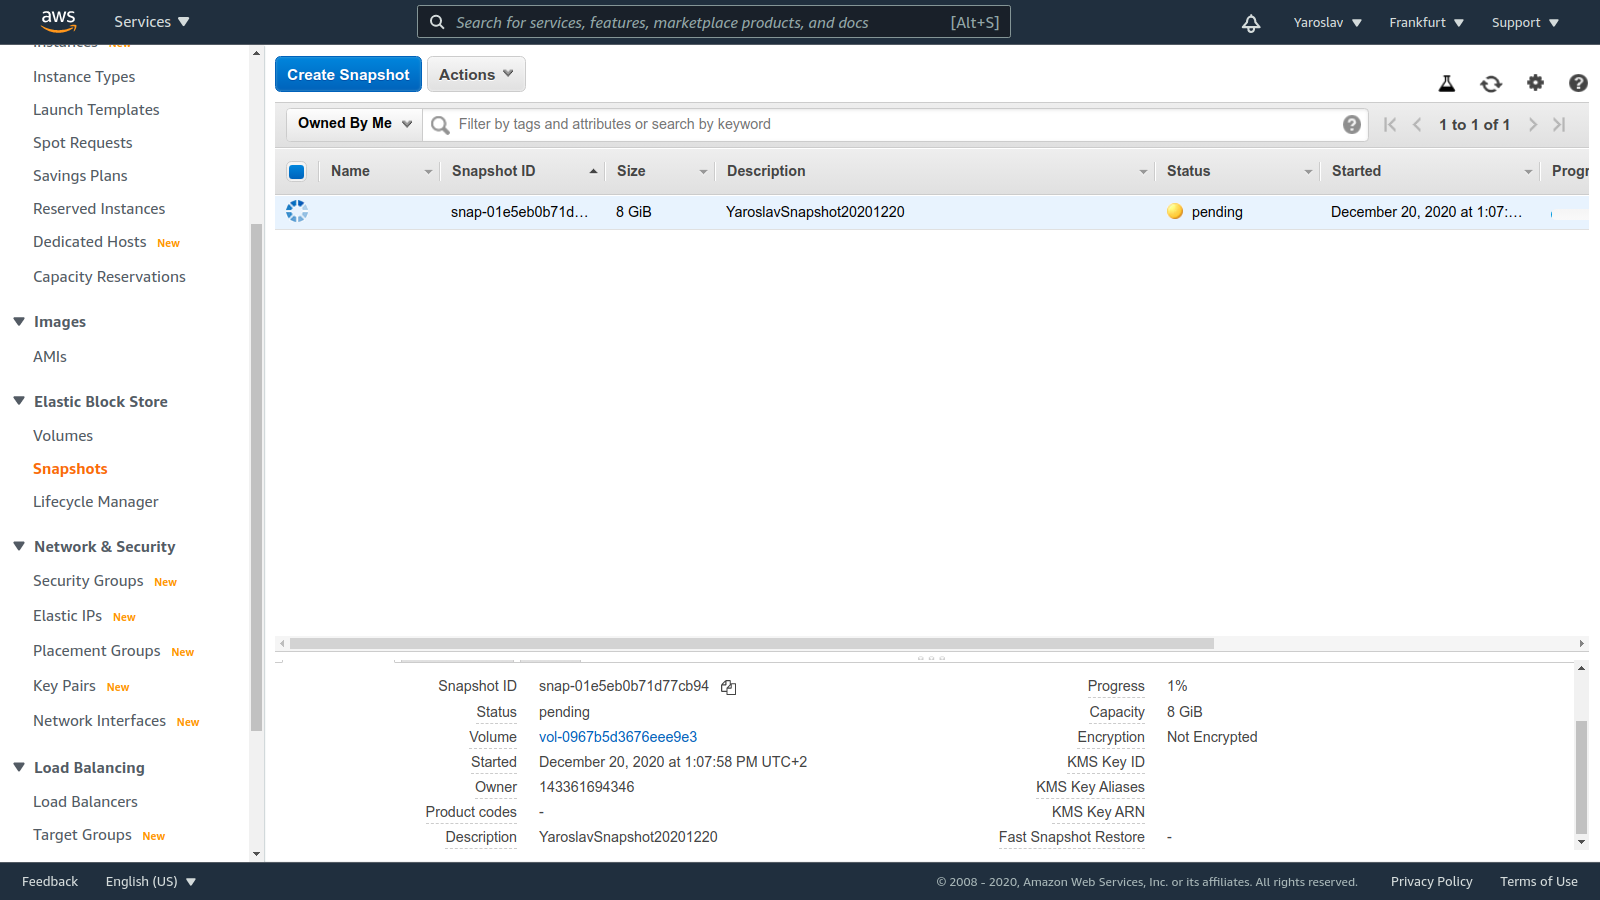 aws Services Search for services, features, marketplace products, and docs [Alt+S] Yaroslav Frankfurt Support
Instances New
Instance Types
Launch Templates
Spot Requests
Savings Plans
Reserved Instances
Dedicated Hosts New
Capacity Reservations
Images
AMIs
Elastic Block Store
Volumes
Snapshots
Lifecycle Manager
Network & Security
Security Groups New
Elastic IPs New
Placement Groups New
Key Pairs New
Network Interfaces New
Load Balancing
Load Balancers
Target Groups New
Create Snapshot Actions
Owned By Me Filter by tags and attributes or search by keyword 1 to 1 of 1
Name Snapshot ID Size Description Status Started Progr
snap-01e5eb0b71d... 8 GiB YaroslavSnapshot20201220 pending December 20, 2020 at 1:07:...
Snapshot ID snap-01e5eb0b71d77cb94
Status pending
Volume vol-0967b5d3676eee9e3
Started December 20, 2020 at 1:07:58 PM UTC+2
Owner 143361694346
Product codes -
Description YaroslavSnapshot20201220
Progress 1%
Capacity 8 GiB
Encryption Not Encrypted
KMS Key ID
KMS Key Aliases
KMS Key ARN
Fast Snapshot Restore -
Feedback English (US) © 2008 - 2020, Amazon Web Services, Inc. or its affiliates. All rights reserved. Privacy Policy Terms of Use